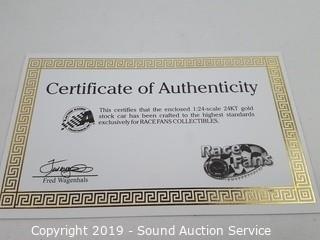 Certificate of Authenticity
This certifies that the enclosed 1:24-scale 24KT gold
stock car has been crafted to the highest standards
exclusively for RACE FANS COLLECTIBLES.
Fred Wagenhals
Race
Fans
Copyright 2019 - Sound Auction Service